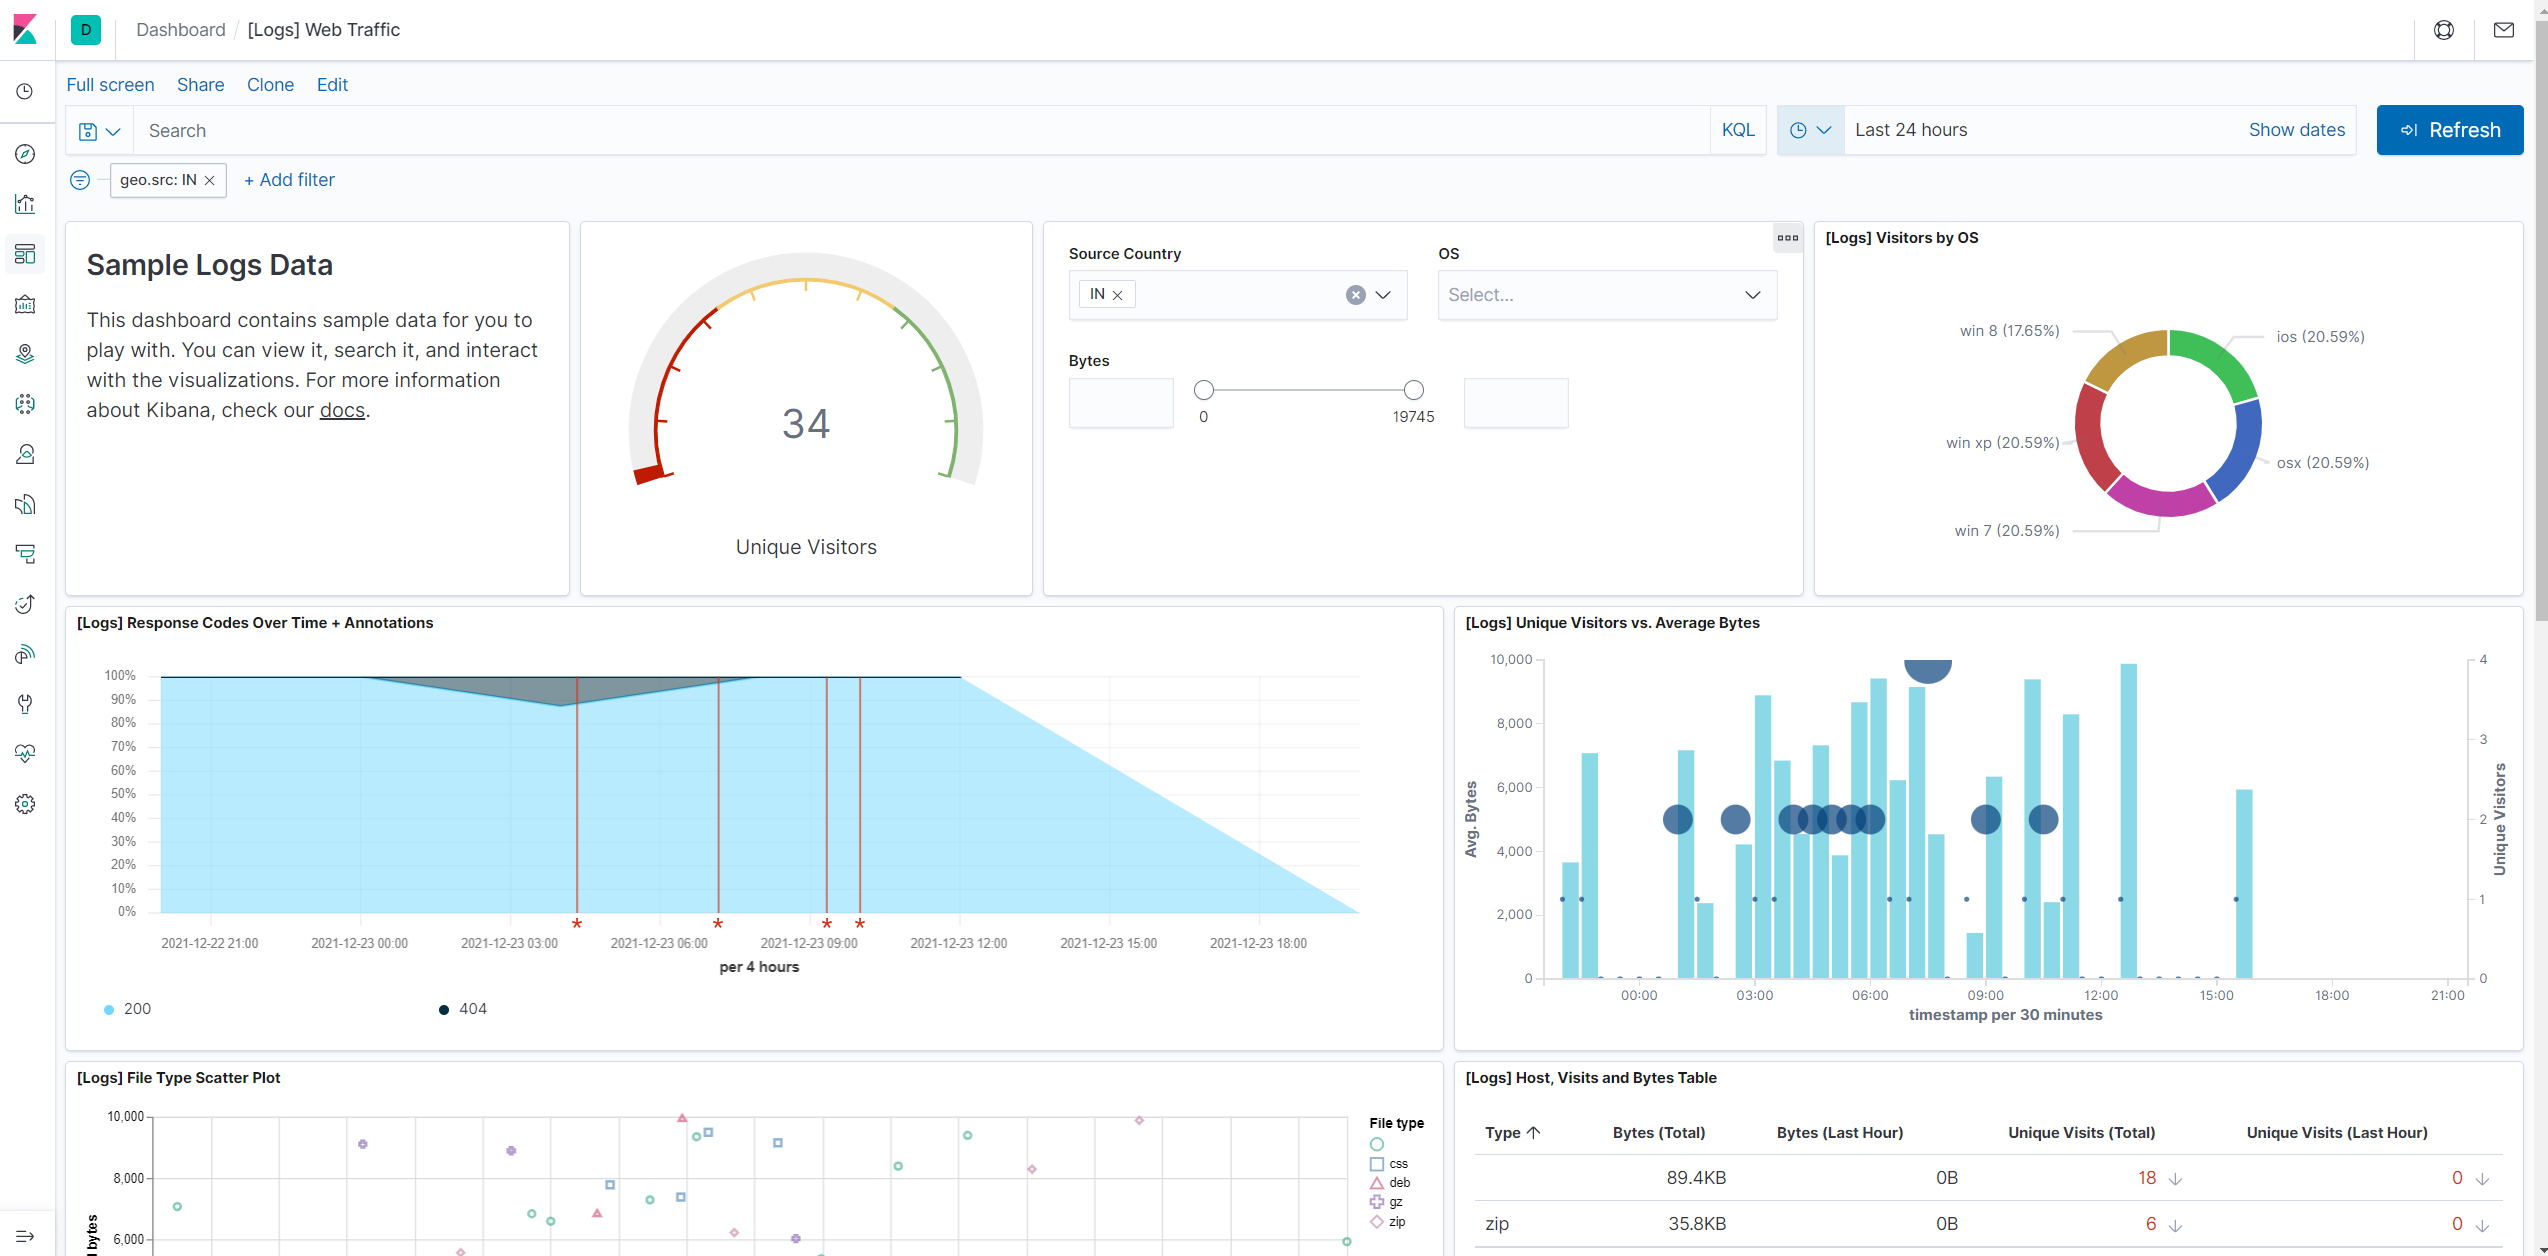 D
Dashboard / [Logs] Web Traffic
Full screen Share Clone Edit
Search KQL Last 24 hours Show dates Refresh
geo.src: IN + Add filter
Sample Logs Data
This dashboard contains sample data for you to
play with. You can view it, search it, and interact
with the visualizations. For more information
about Kibana, check our docs.
34
Unique Visitors
Source Country OS
IN Select...
Bytes
0 19745
[Logs] Visitors by OS
win 8 (17.65%) ios (20.59%)
win xp (20.59%) osx (20.59%)
win 7 (20.59%)
[Logs] Response Codes Over Time + Annotations
100%
90%
80%
70%
60%
50%
40%
30%
20%
10%
0%
* * * *
2021-12-22 21:00 2021-12-23 00:00 2021-12-23 03:00 2021-12-23 06:00 2021-12-23 09:00 2021-12-23 12:00 2021-12-23 15:00 2021-12-23 18:00
per 4 hours
200 404
[Logs] Unique Visitors vs. Average Bytes
10,000 4
8,000 3
6,000
4,000 2
2,000 1
0 0
Avg. Bytes
Unique Visitors
00:00 03:00 06:00 09:00 12:00 15:00 18:00 21:00
timestamp per 30 minutes
[Logs] File Type Scatter Plot
10,000
8,000
6,000
bytes
File type
css
deb
gz
zip
[Logs] Host, Visits and Bytes Table
Type Bytes (Total) Bytes (Last Hour) Unique Visits (Total) Unique Visits (Last Hour)
89.4KB 0B 18 0
zip 35.8KB 0B 6 0